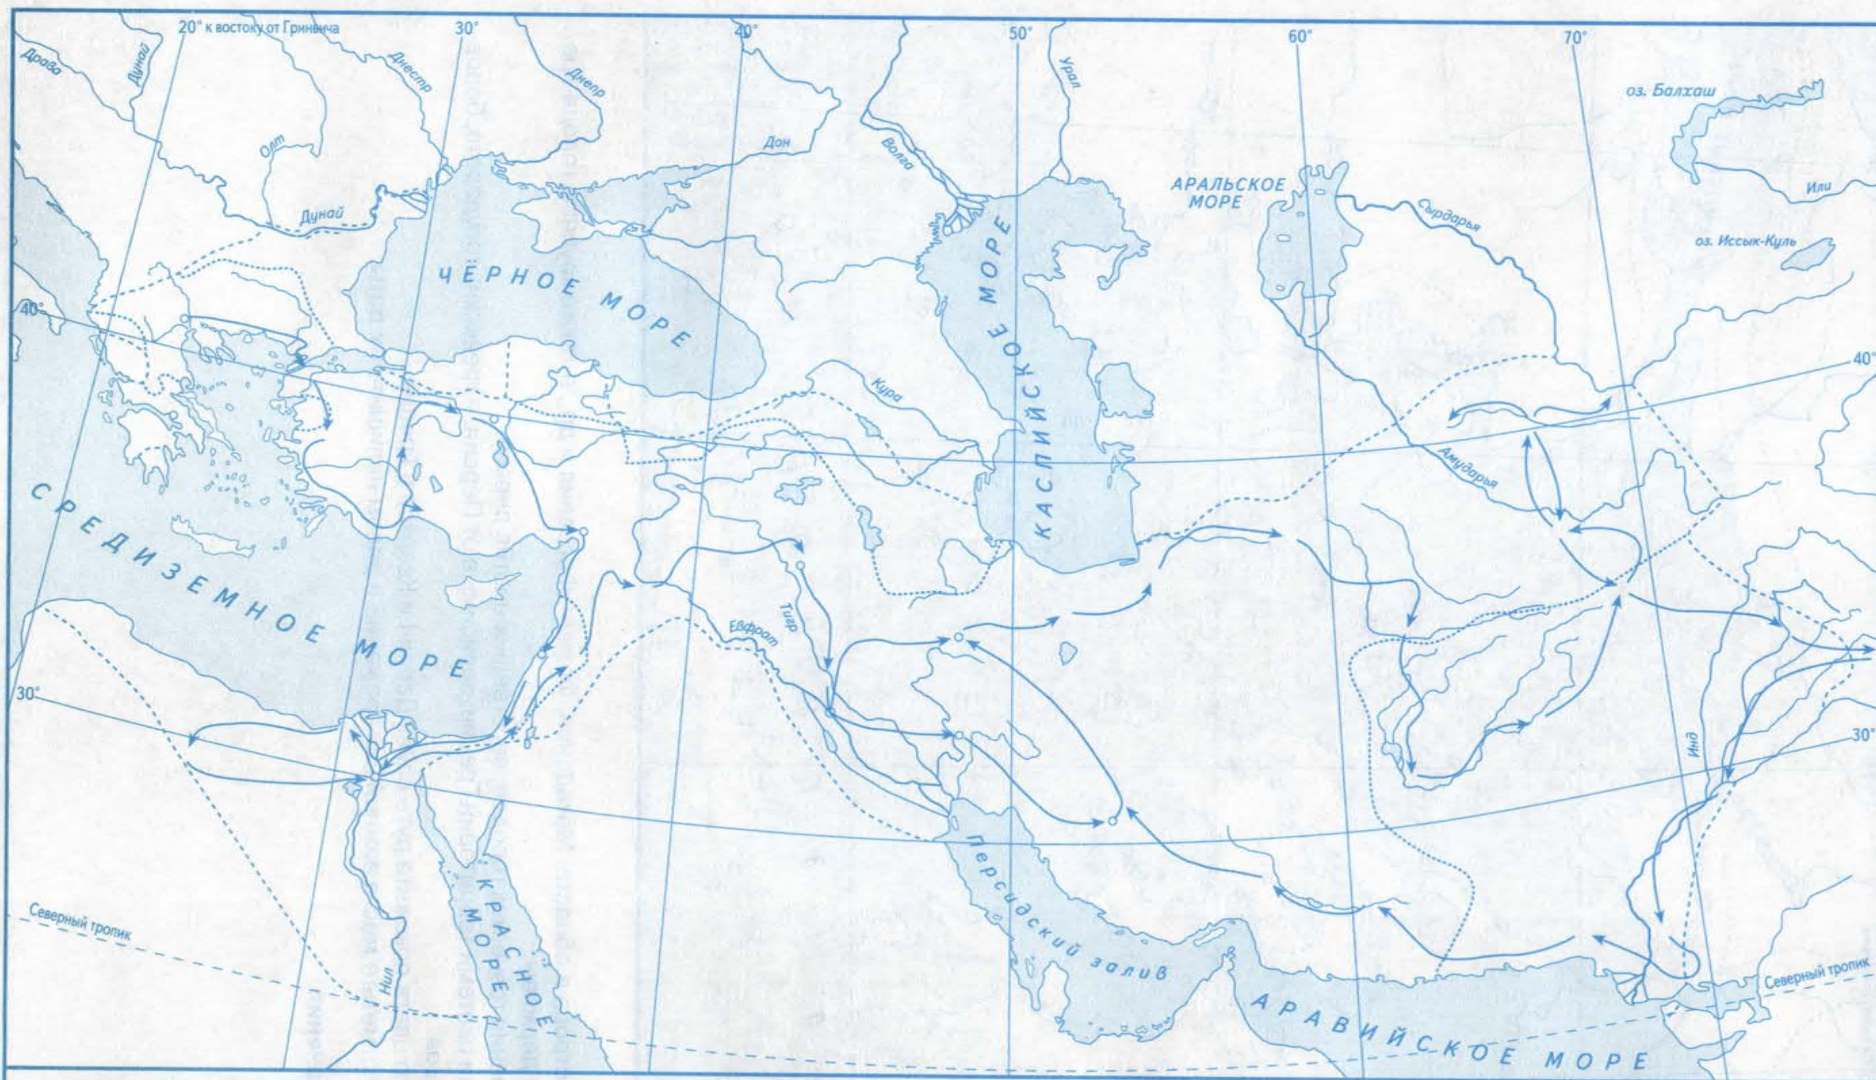 20° к востоку от Гринвича
30°
40°
50°
60°
70°
Драва
Дунай
Днестр
Днепр
Олт
Дунай
Дон
Волга
Урал
оз. Балхаш
Или
АРАЛЬСКОЕ
МОРЕ
Сырдарья
оз. Иссык-Куль
ЧЁРНОЕ МОРЕ
КАСПИЙСКОЕ МОРЕ
40°
40°
Кура
Амударья
СРЕДИЗЕМНОЕ МОРЕ
Тигр
Евфрат
30°
30°
Инд
Персидский залив
КРАСНОЕ
МОРЕ
Северный тропик
Нил
Северный тропик
АРАВИЙСКОЕ МОРЕ